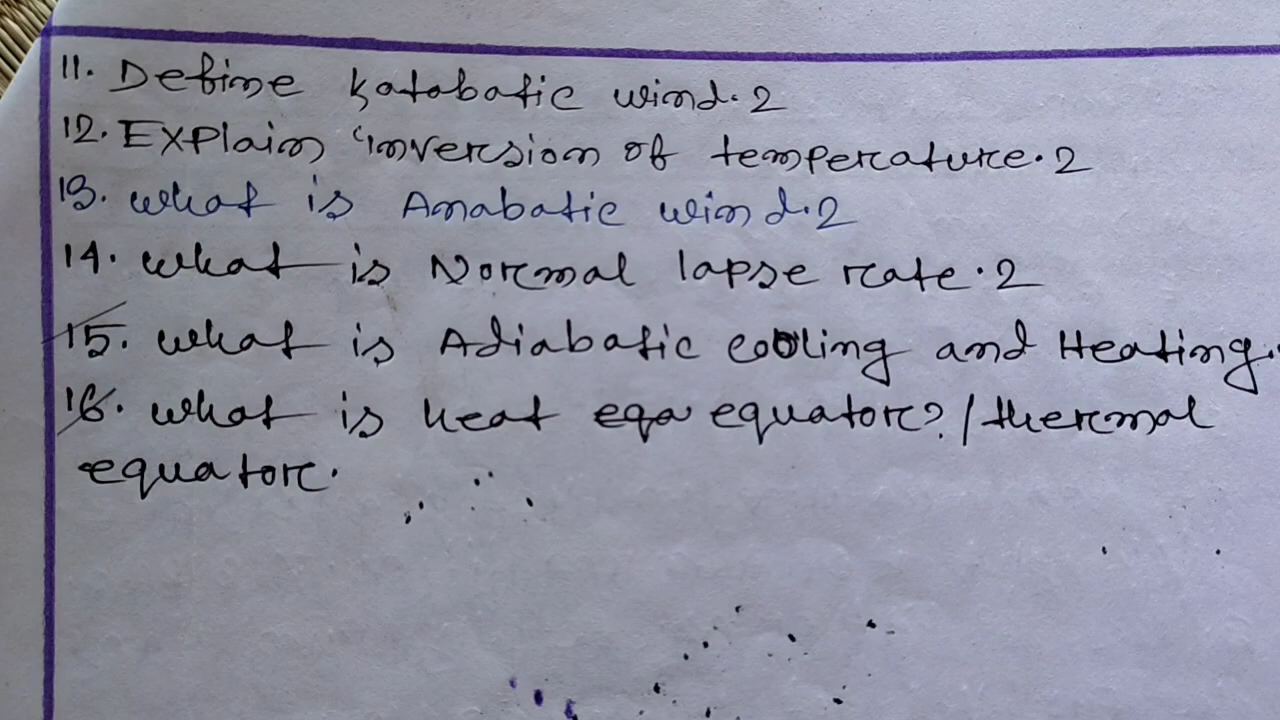 11. Define Katabatic wind. 2
12. Explain inversion of temperature. 2
13. what is Anabatic wind. 2
14. what is Normal lapse rate. 2
15. what is Adiabatic cooling and Heating.
16. what is heat eqa equator? / thermal
equator.